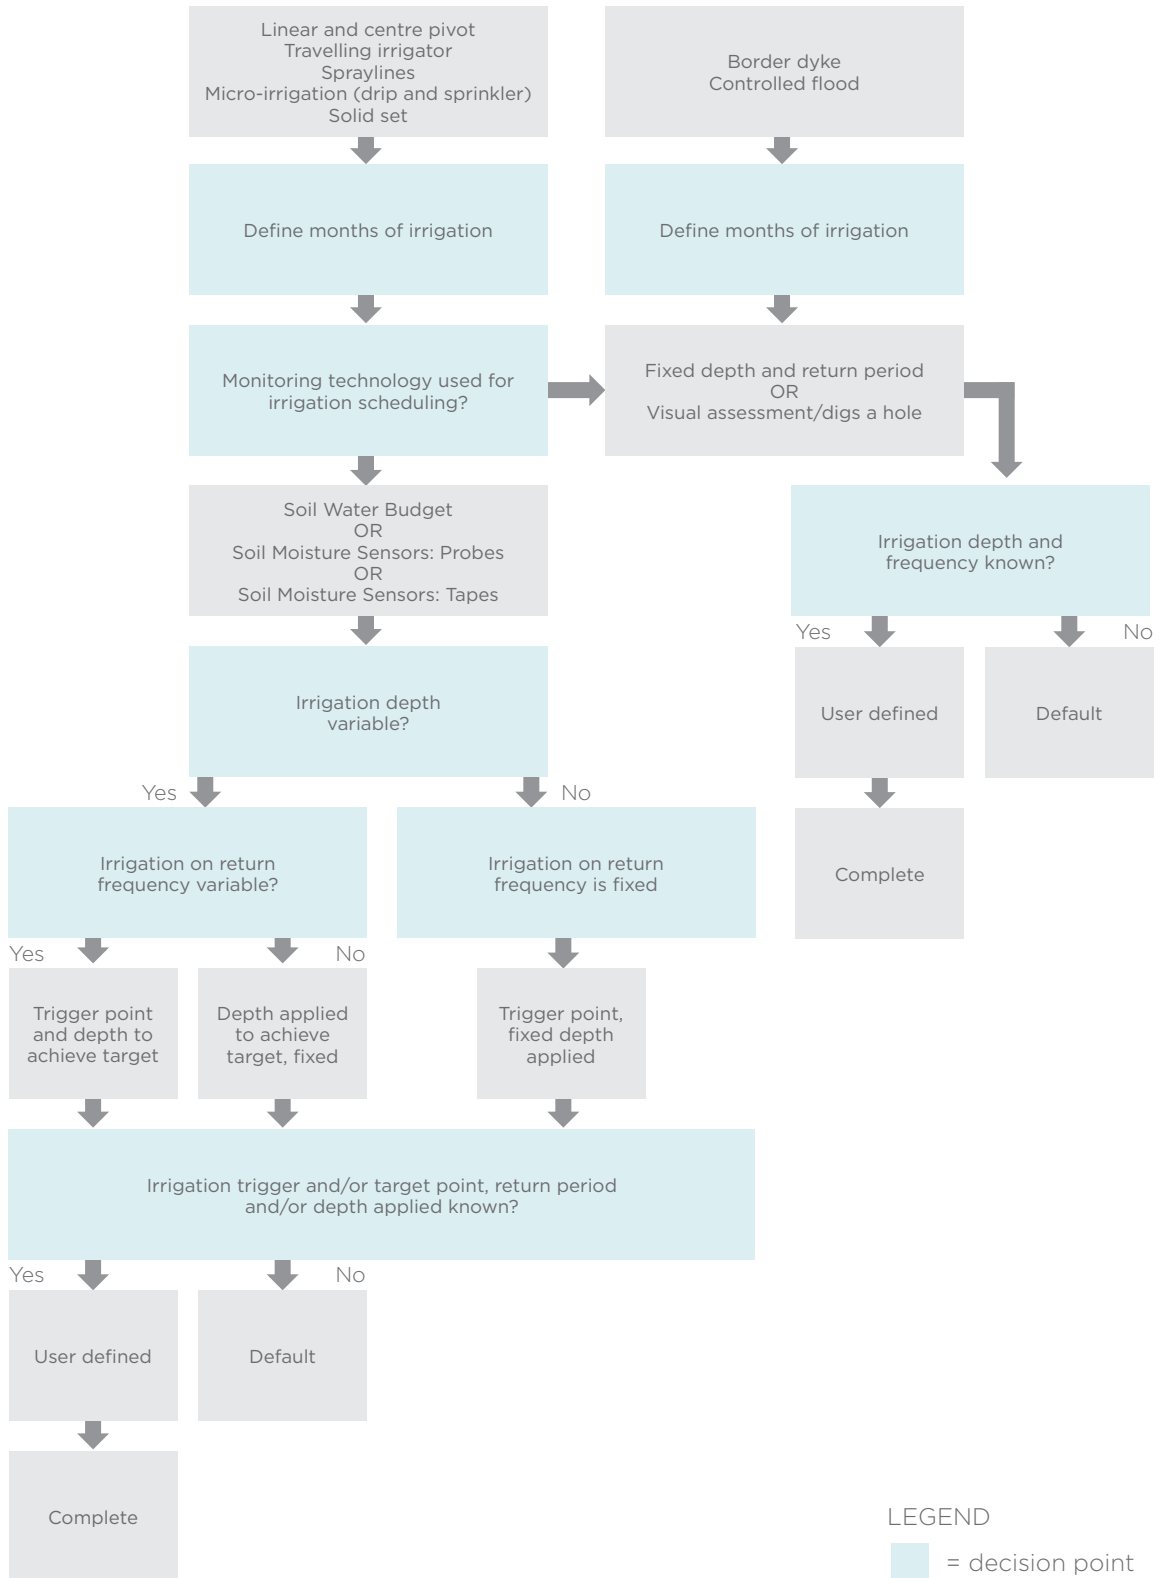 Linear and centre pivot
Travelling irrigator
Spraylines
Micro-irrigation (drip and sprinkler)
Solid set
Border dyke
Controlled flood
Define months of irrigation
Define months of irrigation
Monitoring technology used for
irrigation scheduling?
Fixed depth and return period
OR
Visual assessment/digs a hole
Soil Water Budget
OR
Soil Moisture Sensors: Probes
OR
Soil Moisture Sensors: Tapes
Irrigation depth and
frequency known?
Yes
No
User defined
Default
Complete
Irrigation depth
variable?
Yes
No
Irrigation on return
frequency variable?
Irrigation on return
frequency is fixed
Yes
No
Trigger point
and depth to
achieve target
Depth applied
to achieve
target, fixed
Trigger point,
fixed depth
applied
Irrigation trigger and/or target point, return period
and/or depth applied known?
Yes
No
User defined
Default
Complete
LEGEND
= decision point